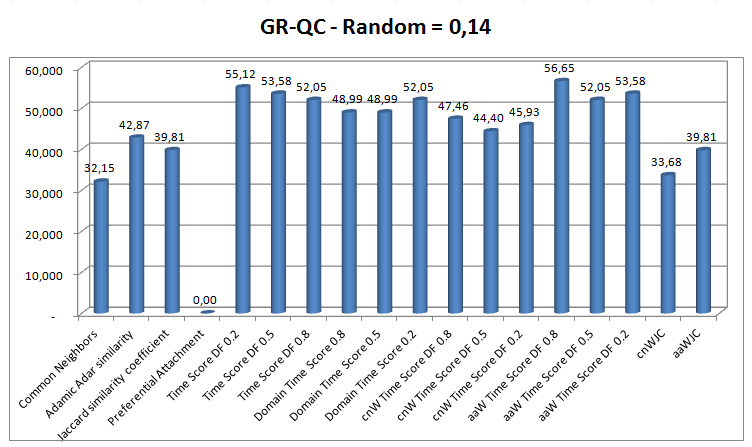 GR-QC - Random = 0,14
60,000
50,000
40,000
30,000
20,000
10,000
-
32,15
42,87
39,81
0,00
55,12
53,58
52,05
48,99
48,99
52,05
47,46
44,40
45,93
56,65
52,05
53,58
33,68
39,81
Common Neighbors
Adamic Adar similarity
Jaccard similarity coefficient
Preferential Attachment
Time Score DF 0.2
Time Score DF 0.5
Time Score DF 0.8
Domain Time Score 0.8
Domain Time Score 0.5
Domain Time Score 0.2
cnW Time Score DF 0.8
cnW Time Score DF 0.5
cnW Time Score DF 0.2
aaW Time Score DF 0.8
aaW Time Score DF 0.5
aaW Time Score DF 0.2
cnWJC
aaWJC